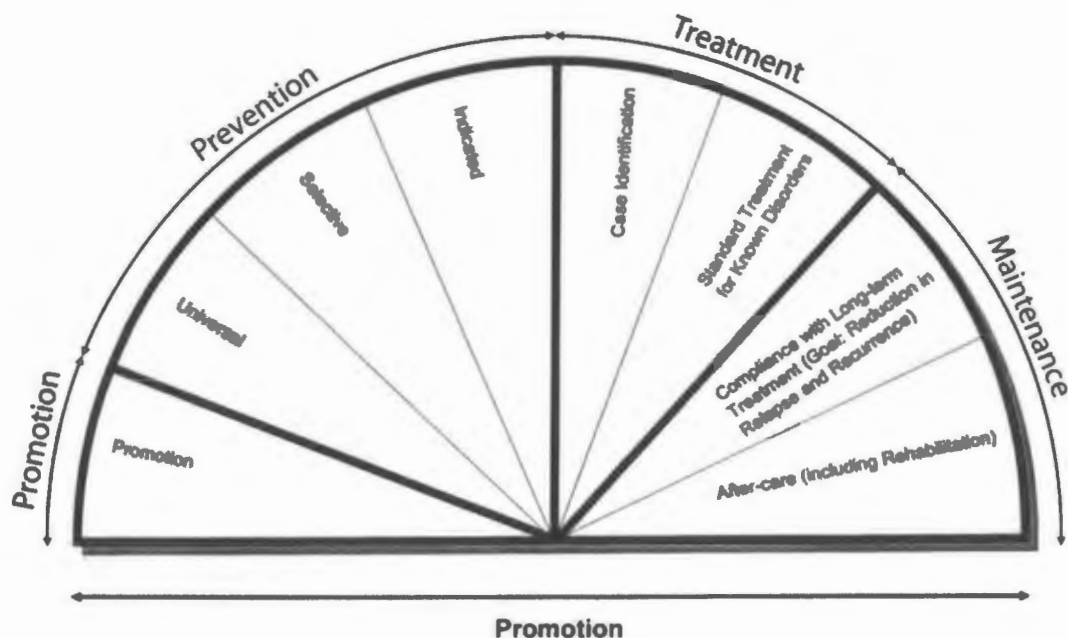 Prevention
Treatment
Maintenance
Promotion
Promotion
Universal
Selective
Indicated
Case Identification
Standard Treatment
for Known Disorders
Compliance with Long-term
Treatment (Goal: Reduction in
Relapse and Recurrence)
After-care (including Rehabilitation)
Promotion